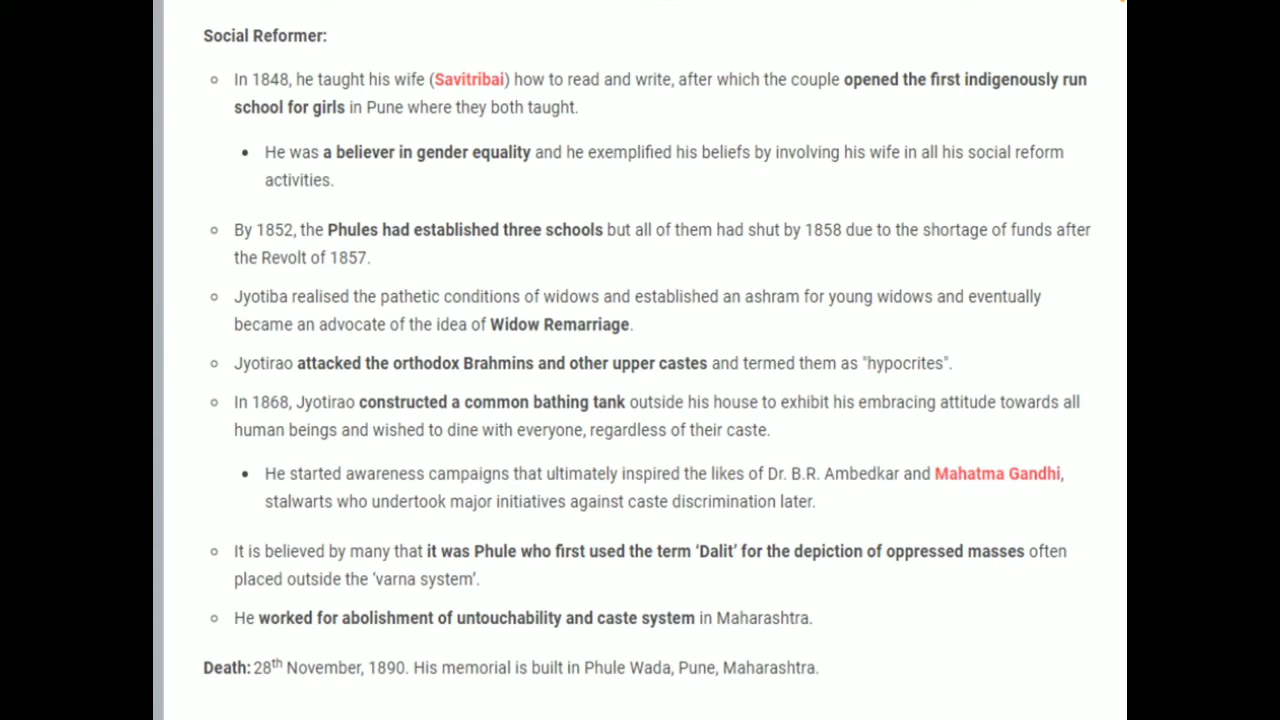 Social Reformer:
In 1848, he taught his wife (Savitribai) how to read and write, after which the couple opened the first indigenously run
school for girls in Pune where they both taught.
He was a believer in gender equality and he exemplified his beliefs by involving his wife in all his social reform
activities.
By 1852, the Phules had established three schools but all of them had shut by 1858 due to the shortage of funds after
the Revolt of 1857.
Jyotiba realised the pathetic conditions of widows and established an ashram for young widows and eventually
became an advocate of the idea of Widow Remarriage.
Jyotirao attacked the orthodox Brahmins and other upper castes and termed them as "hypocrites".
In 1868, Jyotirao constructed a common bathing tank outside his house to exhibit his embracing attitude towards all
human beings and wished to dine with everyone, regardless of their caste.
He started awareness campaigns that ultimately inspired the likes of Dr. B.R. Ambedkar and Mahatma Gandhi,
stalwarts who undertook major initiatives against caste discrimination later.
It is believed by many that it was Phule who first used the term ‘Dalit’ for the depiction of oppressed masses often
placed outside the ‘varna system’.
He worked for abolishment of untouchability and caste system in Maharashtra.
Death: 28th November, 1890. His memorial is built in Phule Wada, Pune, Maharashtra.